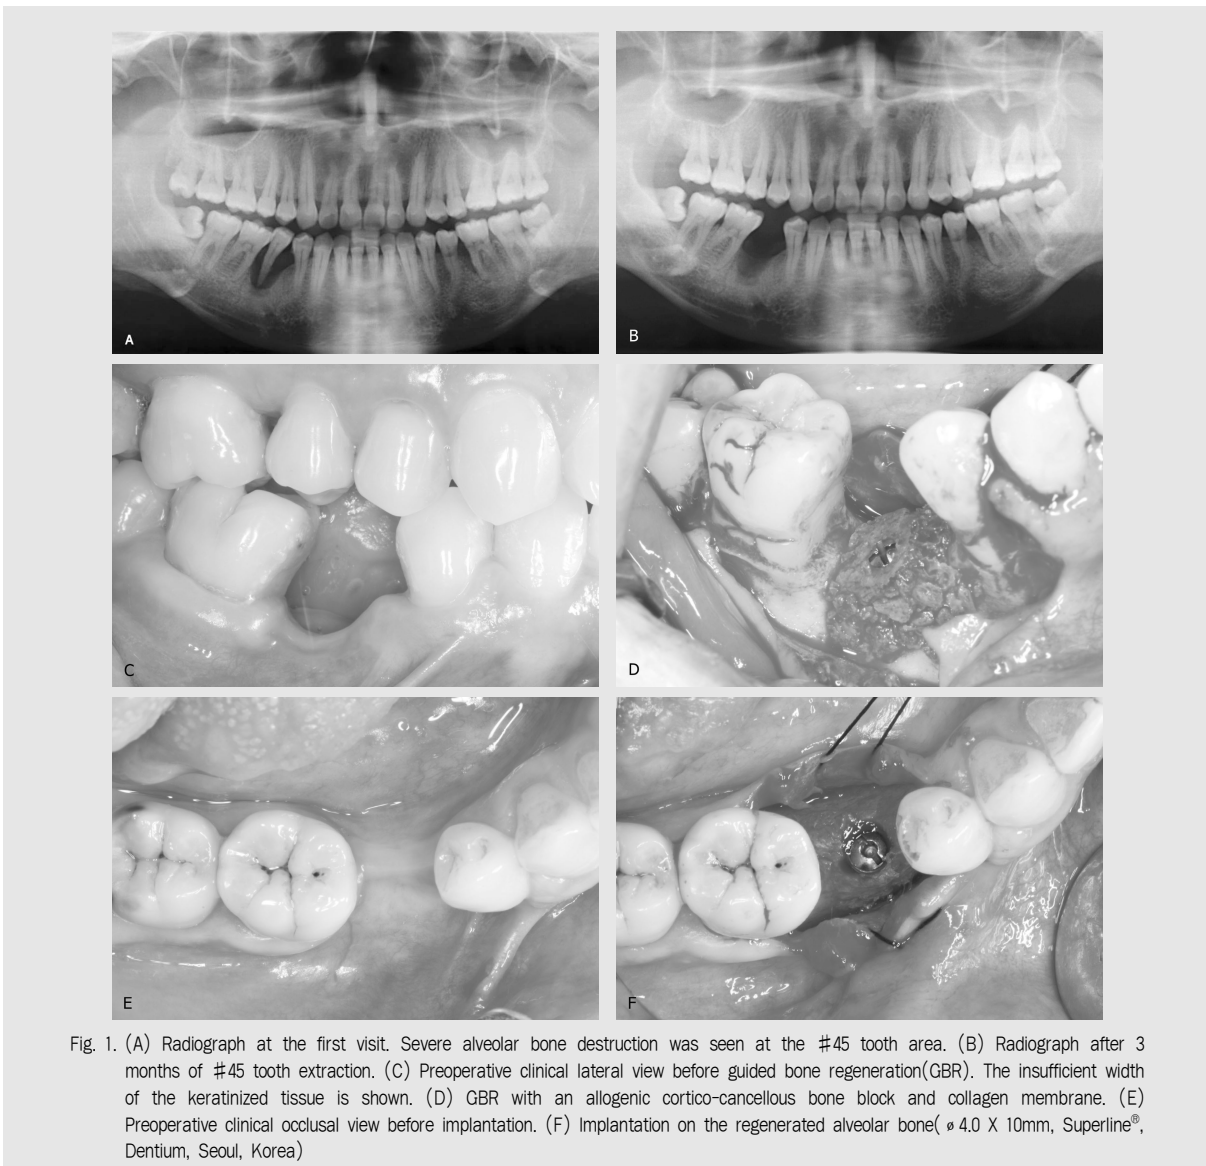 A
B
C
D
E
F
Fig. 1. (A) Radiograph at the first visit. Severe alveolar bone destruction was seen at the ♯45 tooth area. (B) Radiograph after 3
months of ♯45 tooth extraction. (C) Preoperative clinical lateral view before guided bone regeneration(GBR). The insufficient width
of the keratinized tissue is shown. (D) GBR with an allogenic cortico-cancellous bone block and collagen membrane. (E)
Preoperative clinical occlusal view before implantation. (F) Implantation on the regenerated alveolar bone( ø 4.0 X 10mm, Superline®,
Dentium, Seoul, Korea)